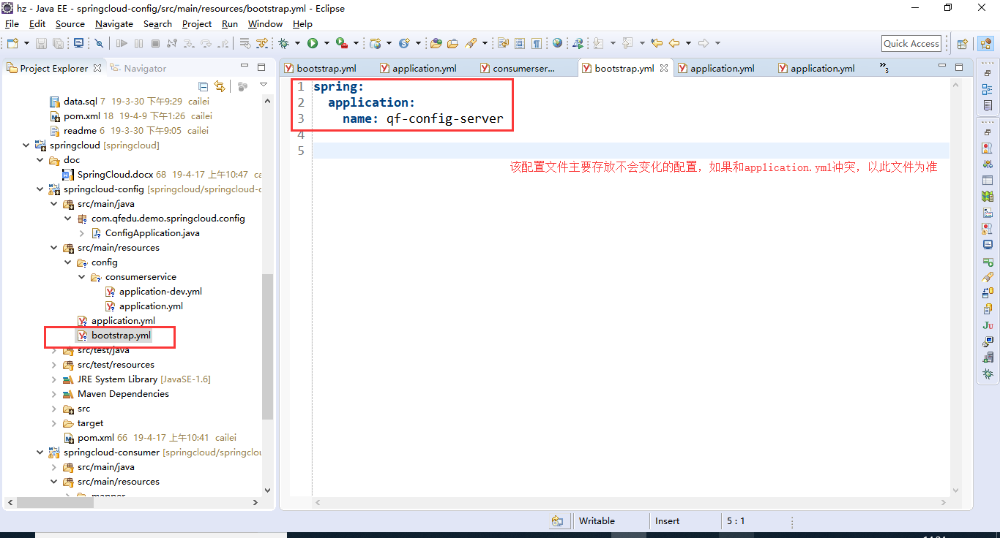 hz - Java EE - springcloud-config/src/main/resources/bootstrap.yml - Eclipse
File Edit Source Navigate Search Project Run Window Help
Quick Access
Project Explorer Navigator
data.sql 7 19-3-30 下午9:29 cailei
pom.xml 18 19-4-9 下午1:26 cailei
readme 6 19-3-30 下午9:05 cailei
springcloud [springcloud]
doc
SpringCloud.docx 68 19-4-17 上午10:47 ca
springcloud-config [springcloud/springcloud-c
src/main/java
com.qfedu.demo.springcloud.config
ConfigApplication.java
src/main/resources
config
consumerservice
application-dev.yml
application.yml
application.yml
bootstrap.yml
src/test/java
src/test/resources
JRE System Library [JavaSE-1.6]
Maven Dependencies
src
target
pom.xml 66 19-4-17 上午10:41 cailei
springcloud-consumer [springcloud/springclou
src/main/java
src/main/resources
mapper
bootstrap.yml application.yml consumerser... bootstrap.yml application.yml application.yml »3
1 spring:
2 application:
3 name: qf-config-server
4
5
该配置文件主要存放不会变化的配置，如果和application.yml冲突，以此文件为准
Ju
Writable Insert 5 : 1